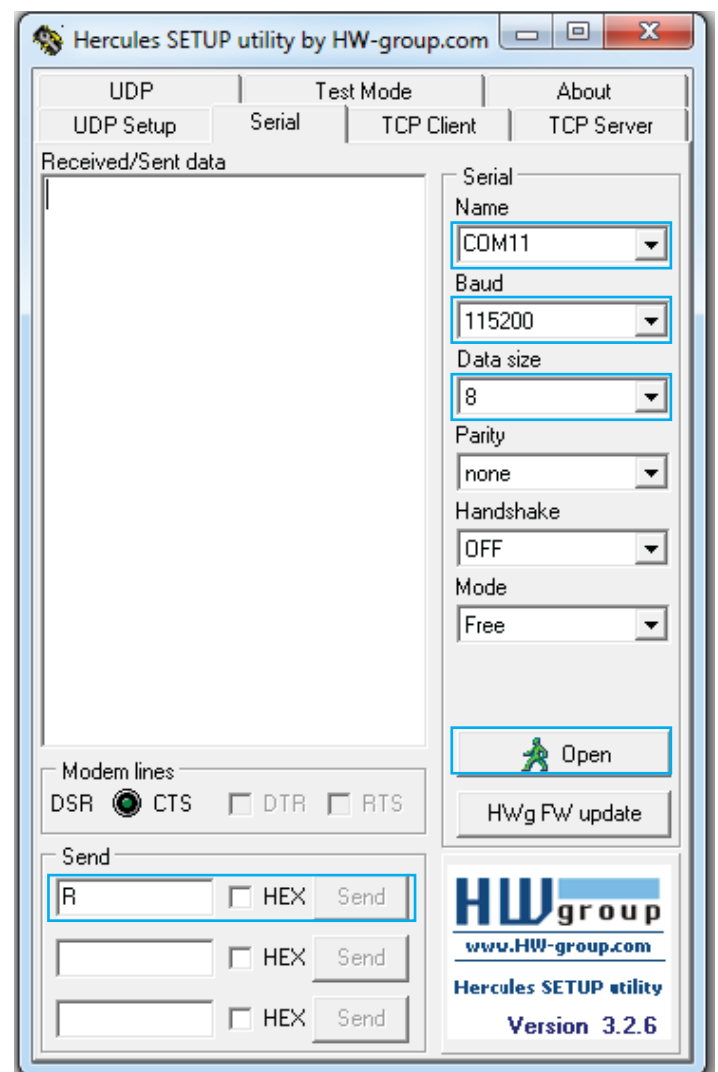 Hercules SETUP utility by HW-group.com
UDP Test Mode About
UDP Setup Serial TCP Client TCP Server
Received/Sent data
Serial
Name
COM11
Baud
115200
Data size
8
Parity
none
Handshake
OFF
Mode
Free
Open
HWg FW update
Modem lines
DSR CTS DTR RTS
Send
R HEX Send
HEX Send
HEX Send
HW group
www.HW-group.com
Hercules SETUP utility
Version 3.2.6